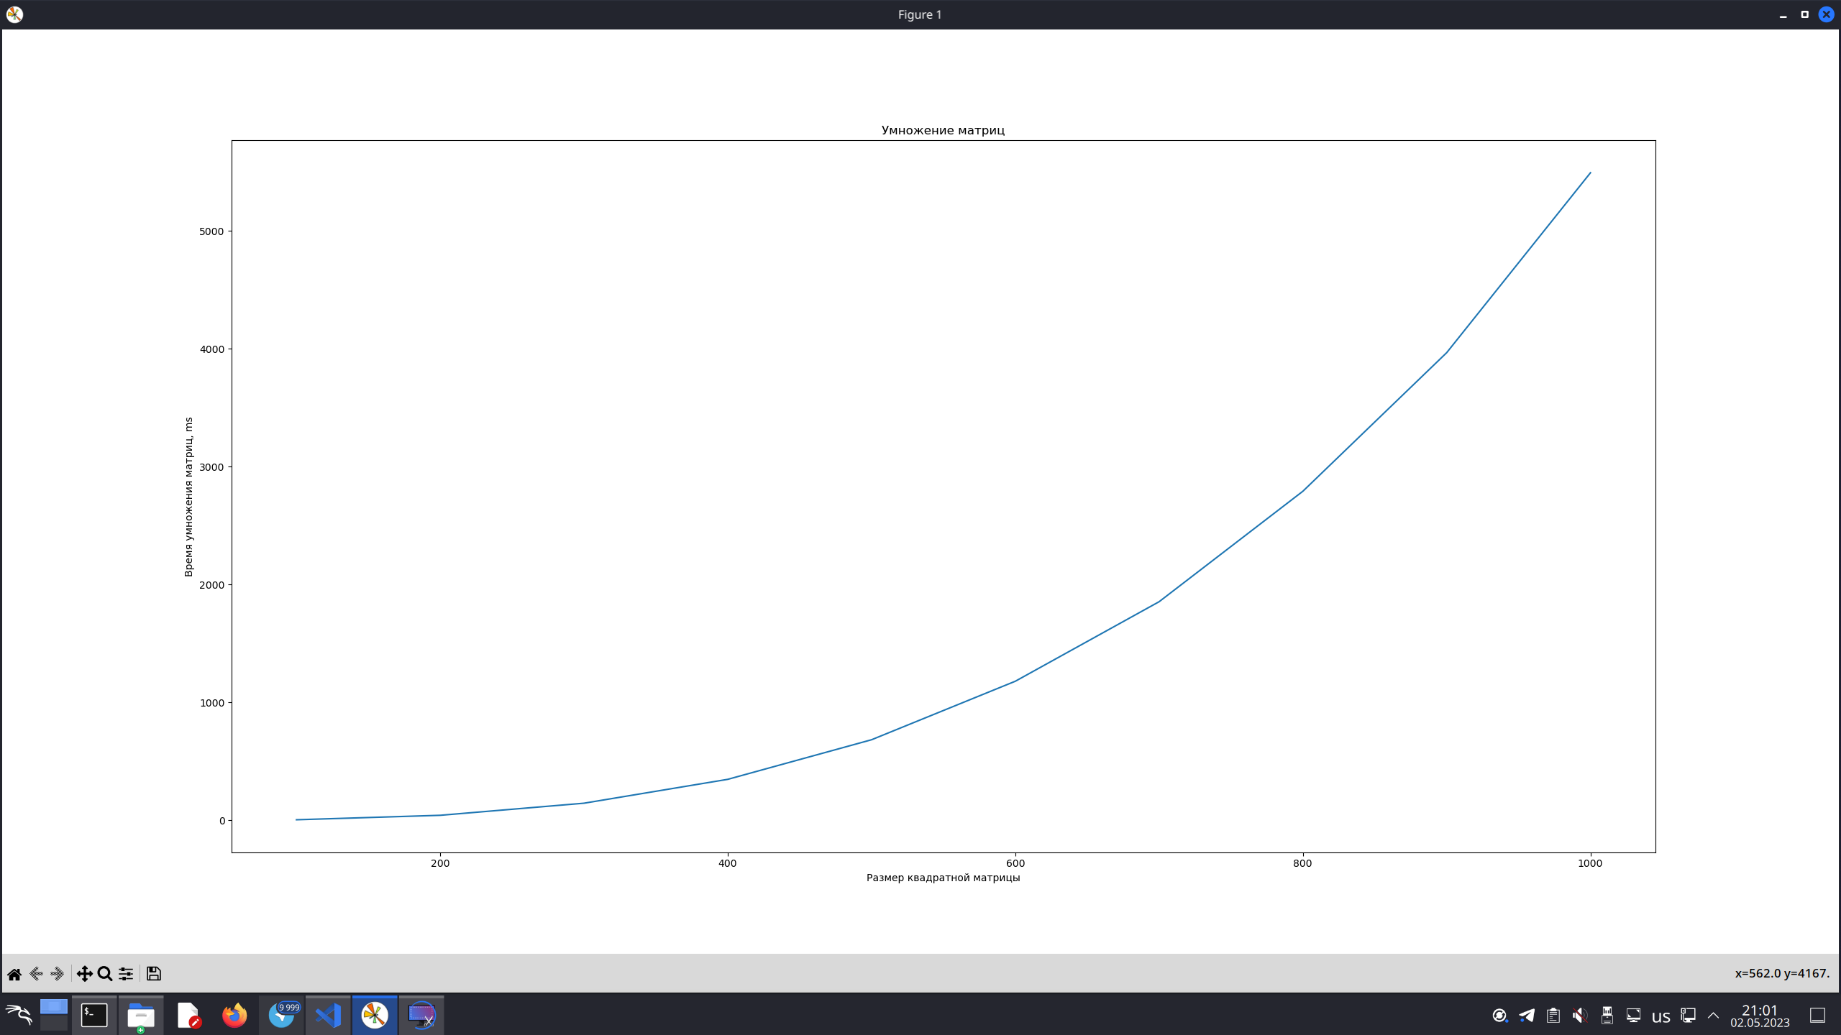 Figure 1
Умножение матриц
5000
4000
3000
2000
1000
0
Время умножения матриц, ms
200 400 600 800 1000
Размер квадратной матрицы
x=562.0 y=4167.
$-
9 999
us
21:01
02.05.2023